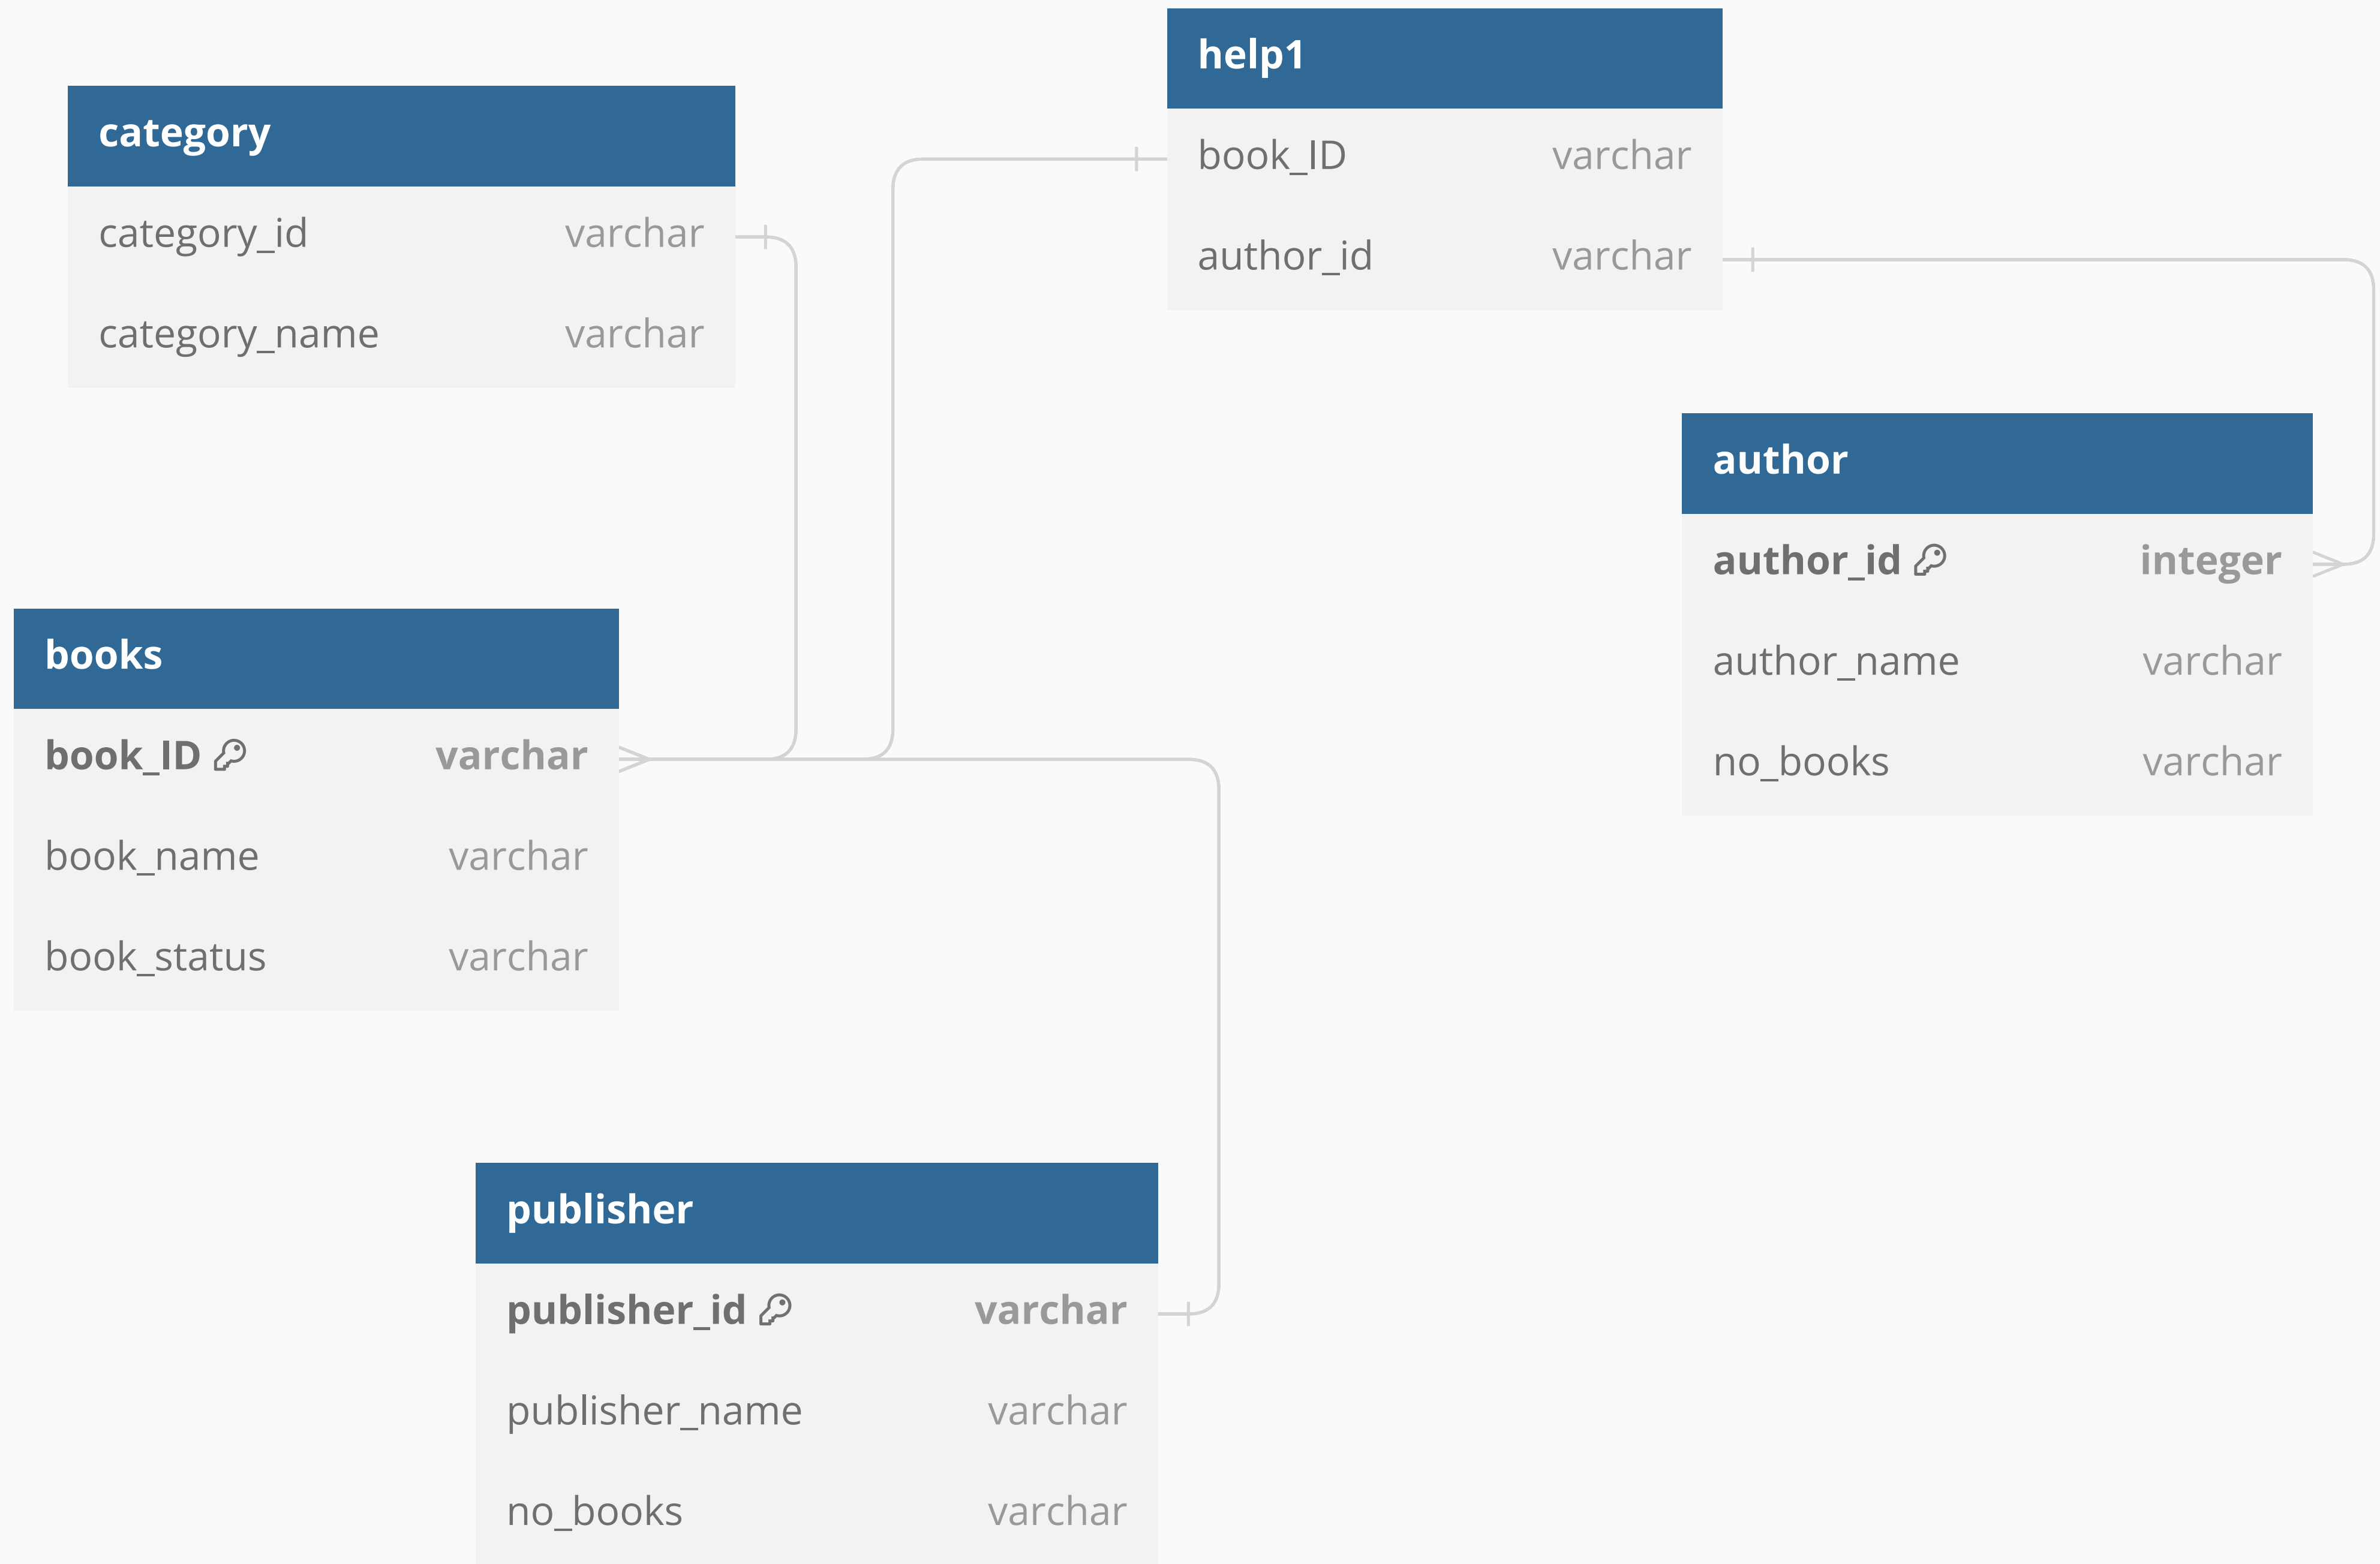 help1
book_ID varchar
author_id varchar
category
category_id varchar
category_name varchar
author
author_id integer
author_name varchar
no_books varchar
books
book_ID varchar
book_name varchar
book_status varchar
publisher
publisher_id varchar
publisher_name varchar
no_books varchar